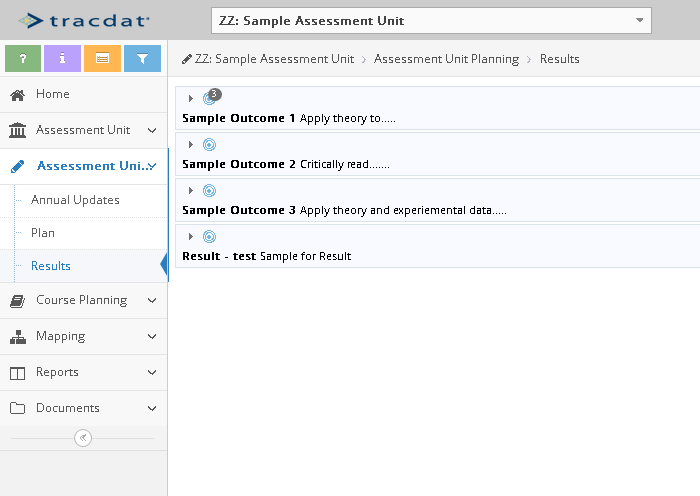 tracdat
ZZ: Sample Assessment Unit
? i
ZZ: Sample Assessment Unit > Assessment Unit Planning > Results
Home
Assessment Unit
Assessment Uni...
Annual Updates
Plan
Results
Course Planning
Mapping
Reports
Documents
3
Sample Outcome 1 Apply theory to.....
Sample Outcome 2 Critically read.......
Sample Outcome 3 Apply theory and experiemental data.....
Result - test Sample for Result